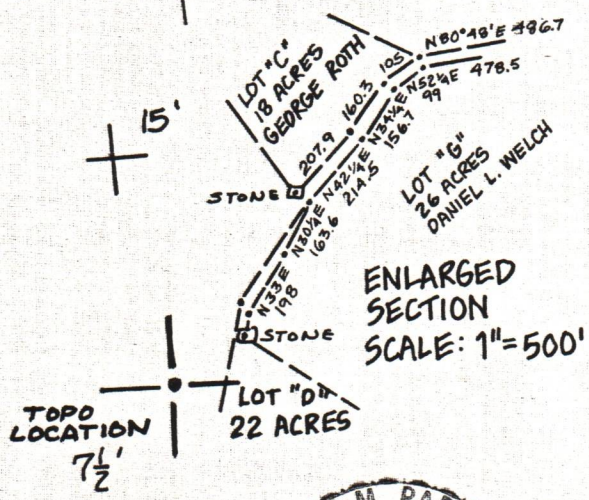 N80°48'E 486.7
478.5
LOT "C"
18 ACRES
GEORGE ROTH
105
160.3
207.9
N52¼E
99
N34¼E
156.7
N42¼E
214.5
N30¼E
163.6
N33E
198
15'
STONE
LOT "G"
26 ACRES
DANIEL L. WELCH
ENLARGED
SECTION
SCALE: 1"=500'
STONE
LOT "D"
22 ACRES
TOPO
LOCATION
7½'